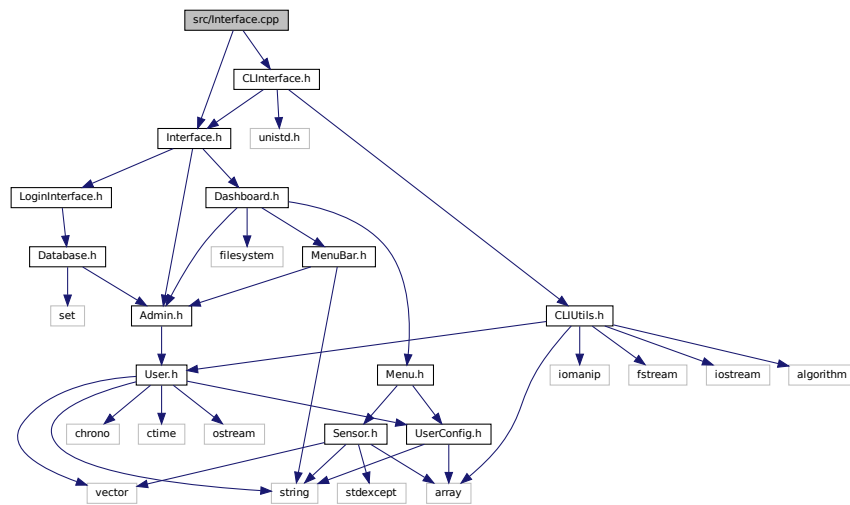 src/Interface.cpp
CLInterface.h
Interface.h
unistd.h
LoginInterface.h
Dashboard.h
Database.h
filesystem
MenuBar.h
set
Admin.h
CLIUtils.h
User.h
Menu.h
iomanip
fstream
iostream
algorithm
chrono
ctime
ostream
Sensor.h
UserConfig.h
vector
string
stdexcept
array